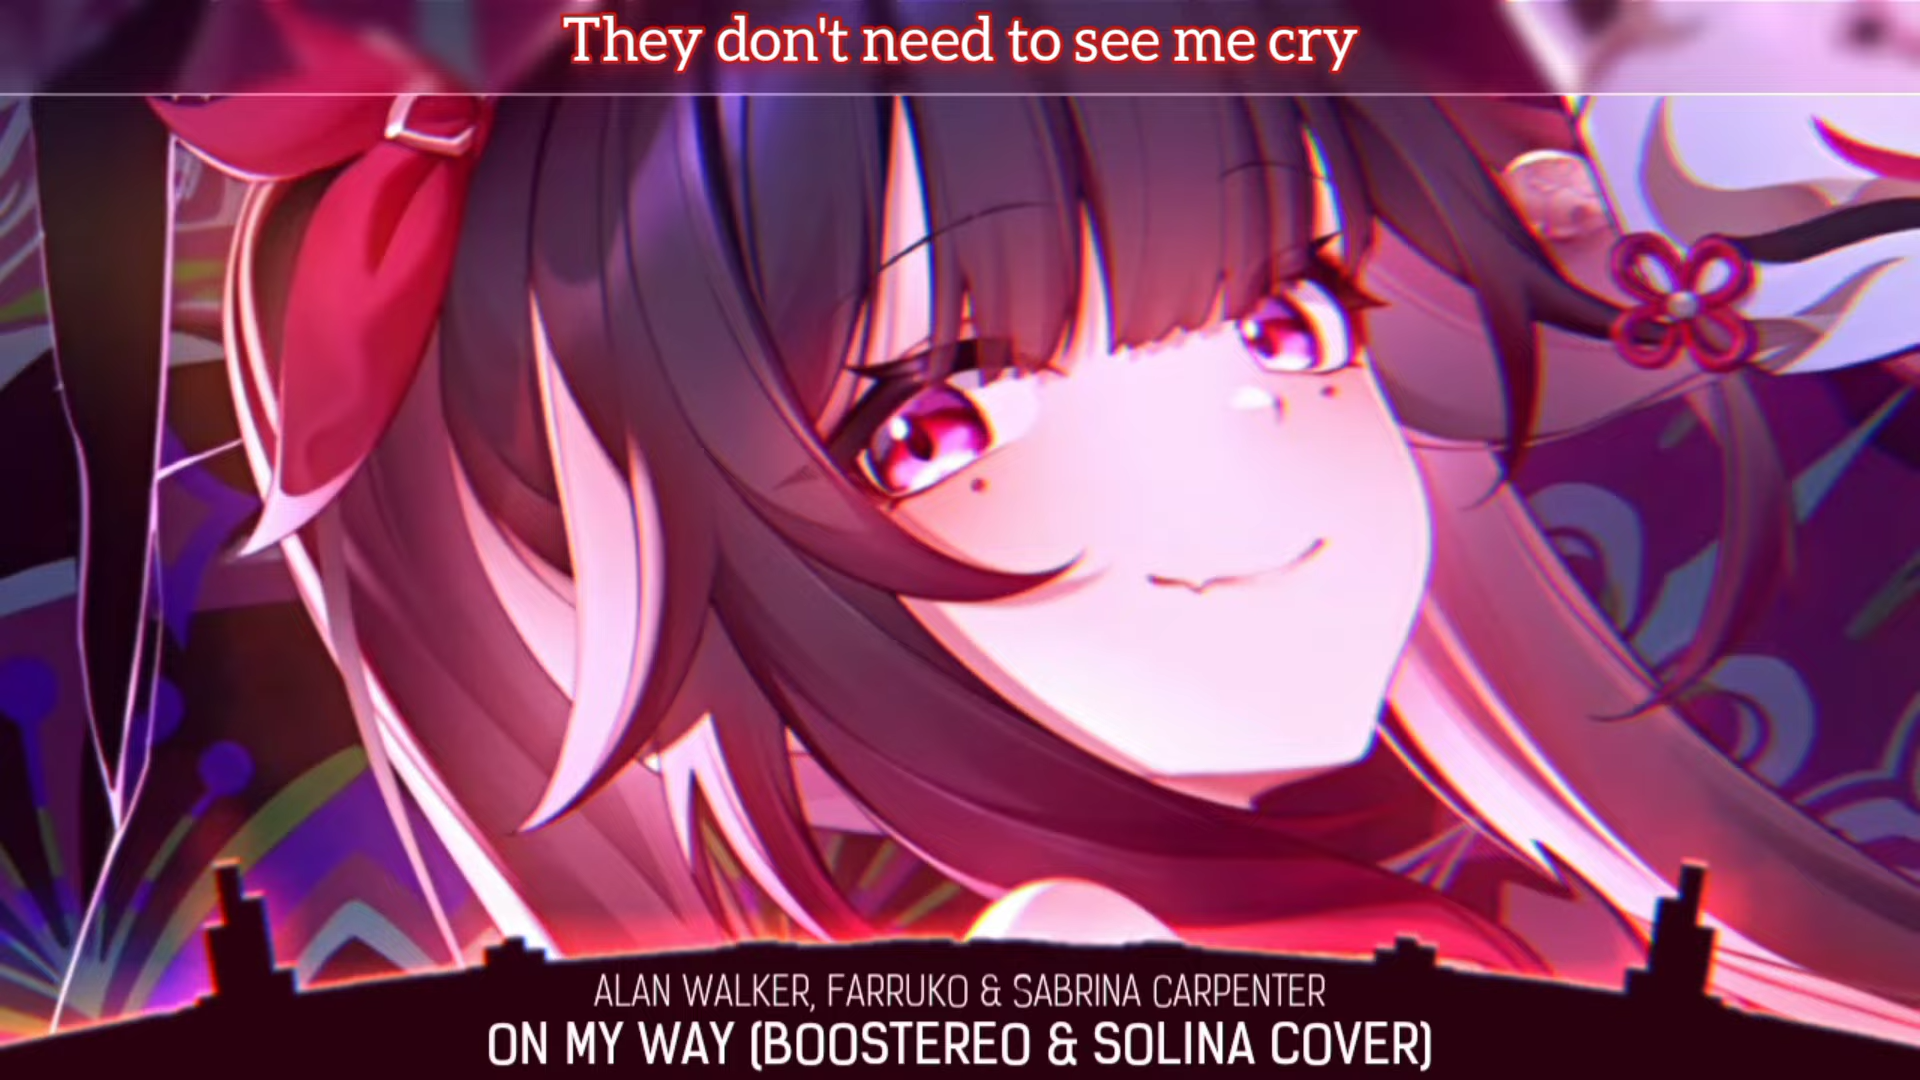 They don't need to see me cry
ALAN WALKER, FARRUKO & SABRINA CARPENTER
ON MY WAY (BOOSTEREO & SOLINA COVER)